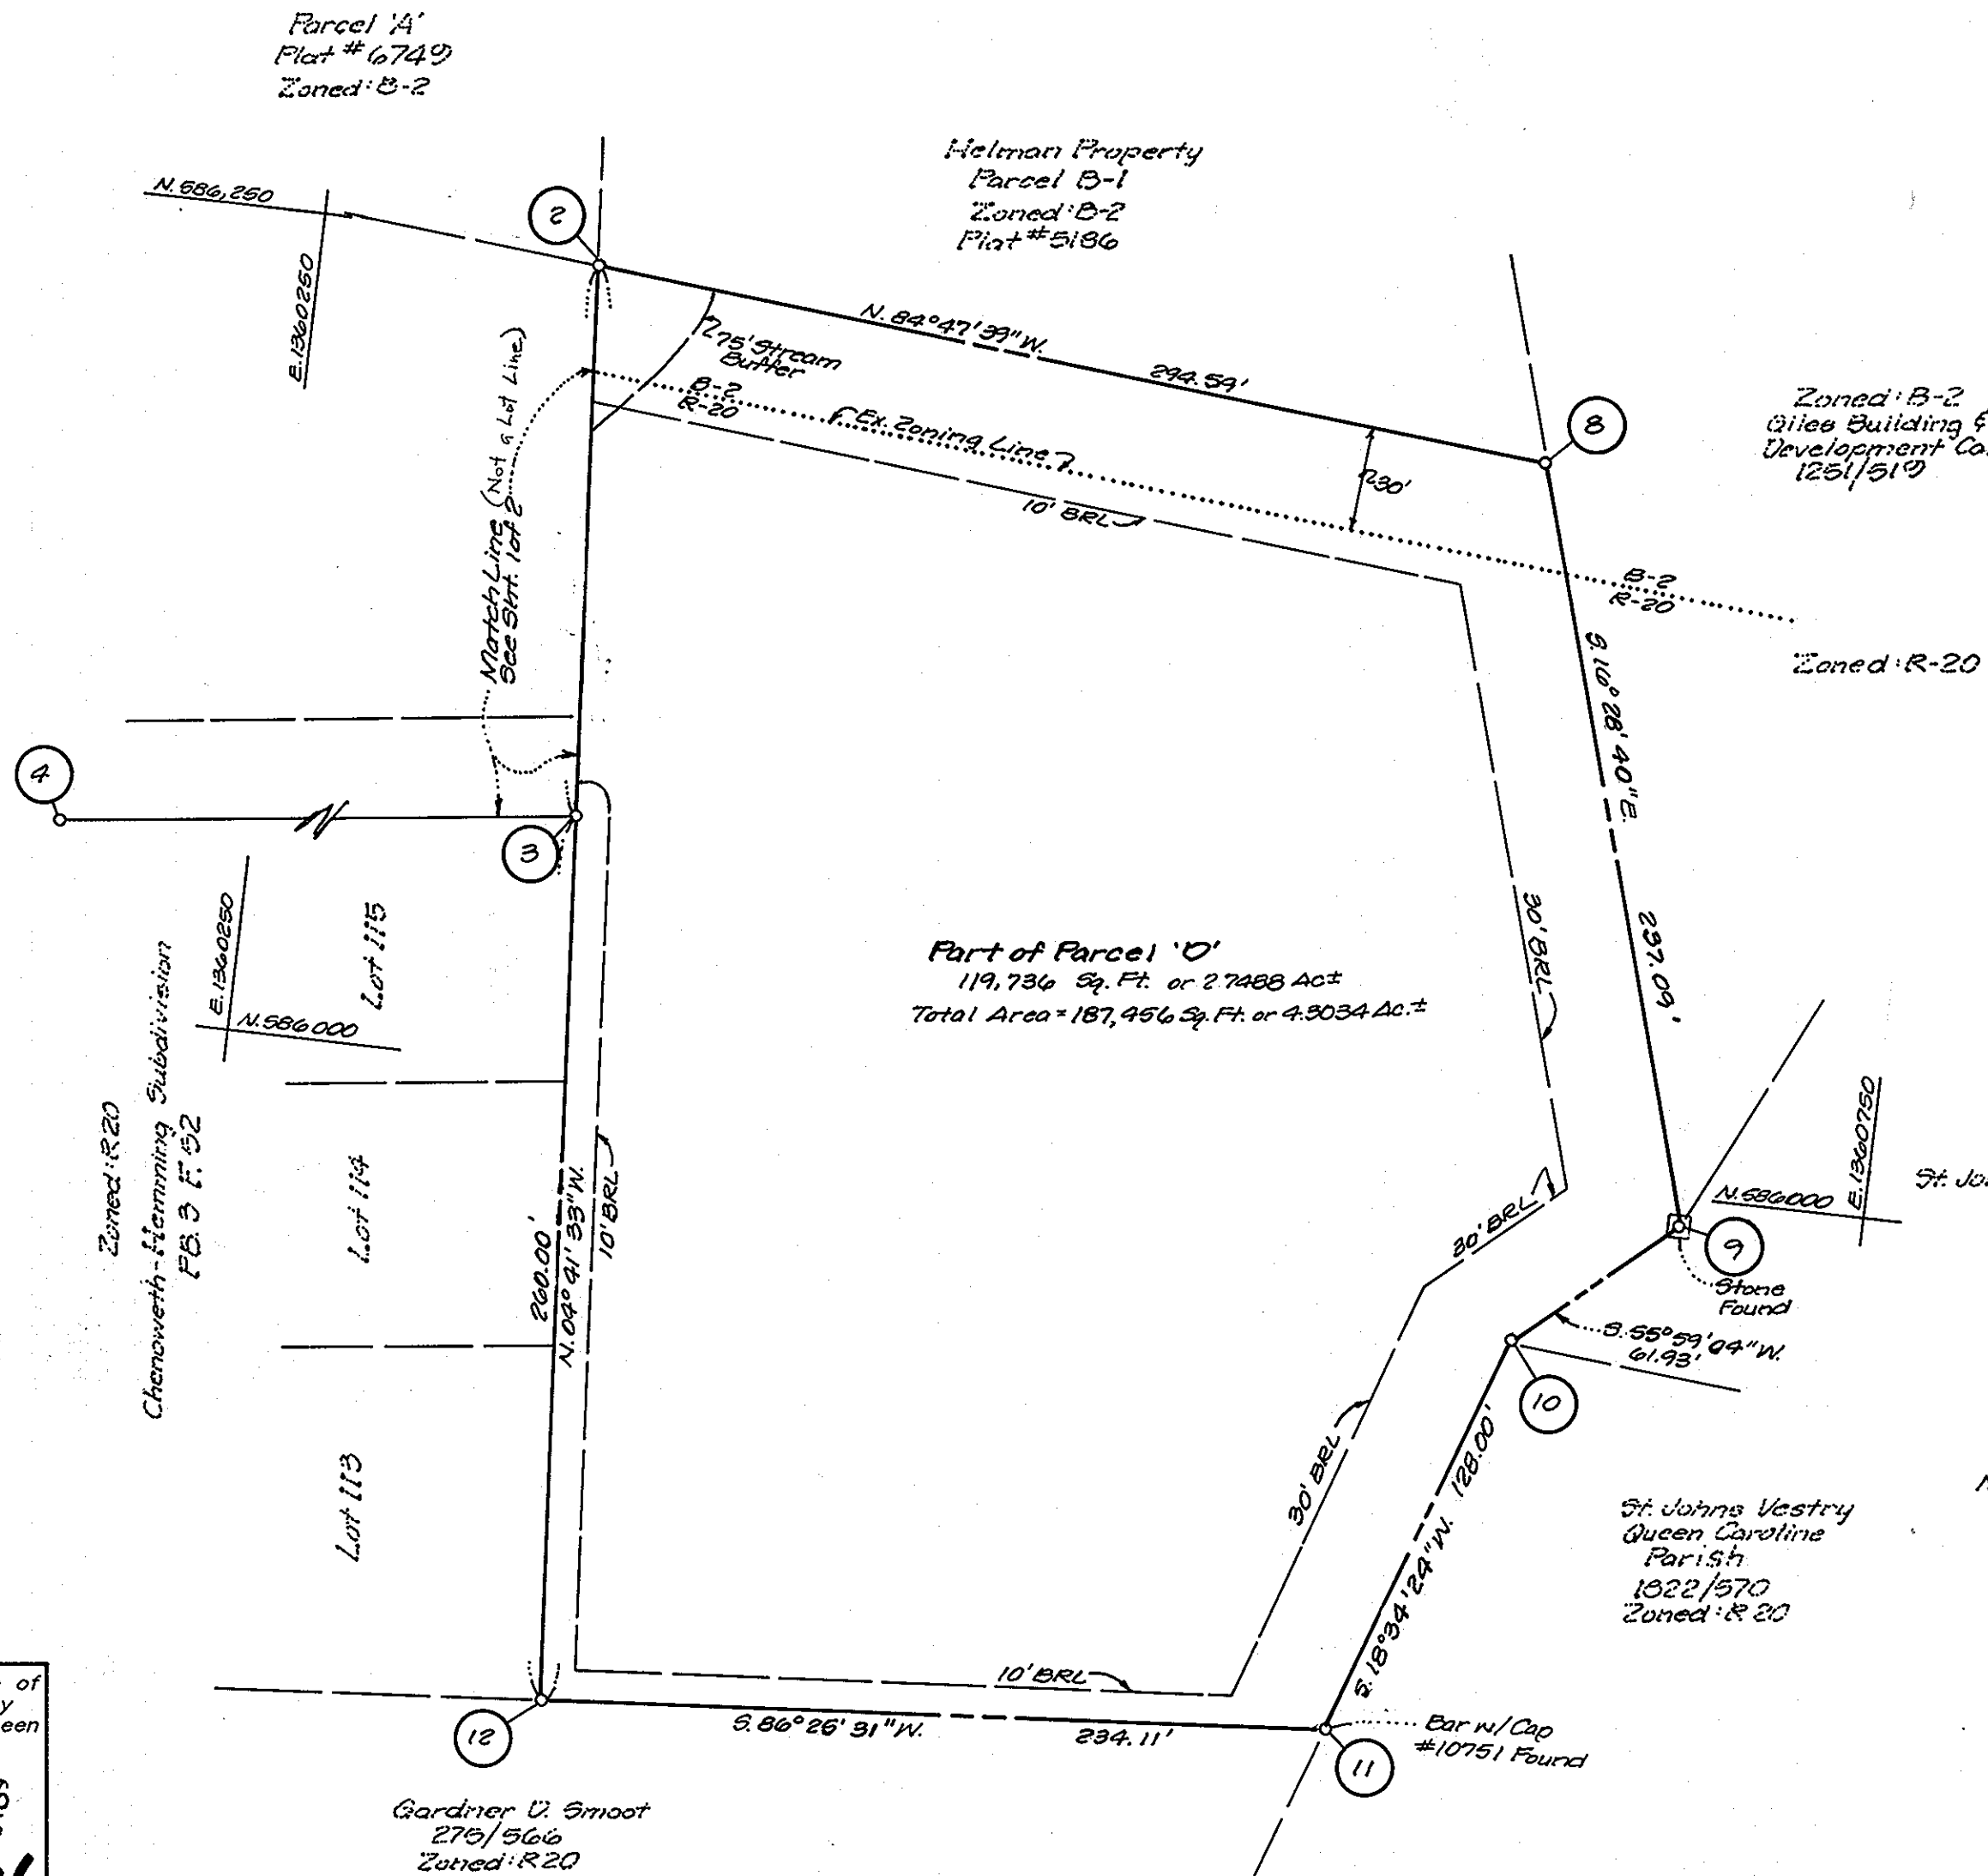 Parcel 'A'
Plat # 6749
Zoned: B-2
Helman Property
Parcel B-1
Zoned: B-2
Plat #5186
N. 586,250
E. 1360250
2
N. 84°47'39" W.
294.59'
75' Stream
Buffer
B-2
R-20
Ex. Zoning Line
30'
10' BRL
8
Zoned: B-2
Giles Building &
Development Co.
1251/519
B-2
R-20
Zoned: R-20
Match Line (Not a Lot Line)
See Sht. 1 of 2
S. 16° 28' 40" E.
237.09'
4
3
E. 1360250
N. 586000
Lot 115
Part of Parcel 'D'
119,736 Sq. Ft. or 2.7488 Ac±
Total Area = 187,456 Sq. Ft. or 4.3034 Ac.±
30' BRL
Zoned: R20
Chenoweth-Hemming Subdivision
P.B. 3 F. 52
Lot 114
260.00'
N. 04° 41' 33" W.
10' BRL
30' BRL
N. 586000
E. 1360750
9
Stone
Found
S. 55° 59' 04" W.
61.93'
10
Lot 113
30' BRL
S. 18° 34' 24" W. 128.00'
St. Johns Vestry
Queen Caroline
Parish
1822/570
Zoned: R 20
10' BRL
S. 86° 26' 31" W. 234.11'
12
11
Bar w/ Cap
#10751 Found
Gardner D. Smoot
275/566
Zoned: R20
of
y
een